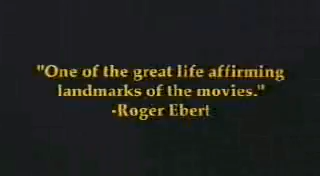 "One of the great life affirming
landmarks of the movies."
-Roger Ebert